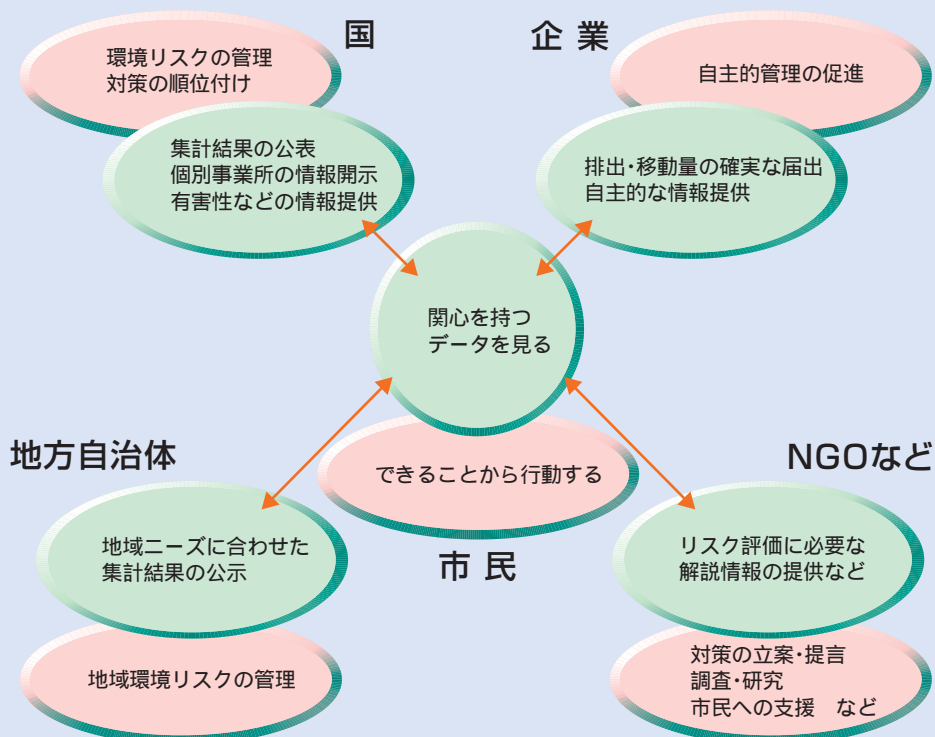 国
環境リスクの管理
対策の順位付け
集計結果の公表
個別事業所の情報開示
有害性などの情報提供
企 業
自主的管理の促進
排出・移動量の確実な届出
自主的な情報提供
関心を持つ
データを見る
できることから行動する
市 民
地方自治体
地域ニーズに合わせた
集計結果の公示
地域環境リスクの管理
NGOなど
リスク評価に必要な
解説情報の提供など
対策の立案・提言
調査・研究
市民への支援　など